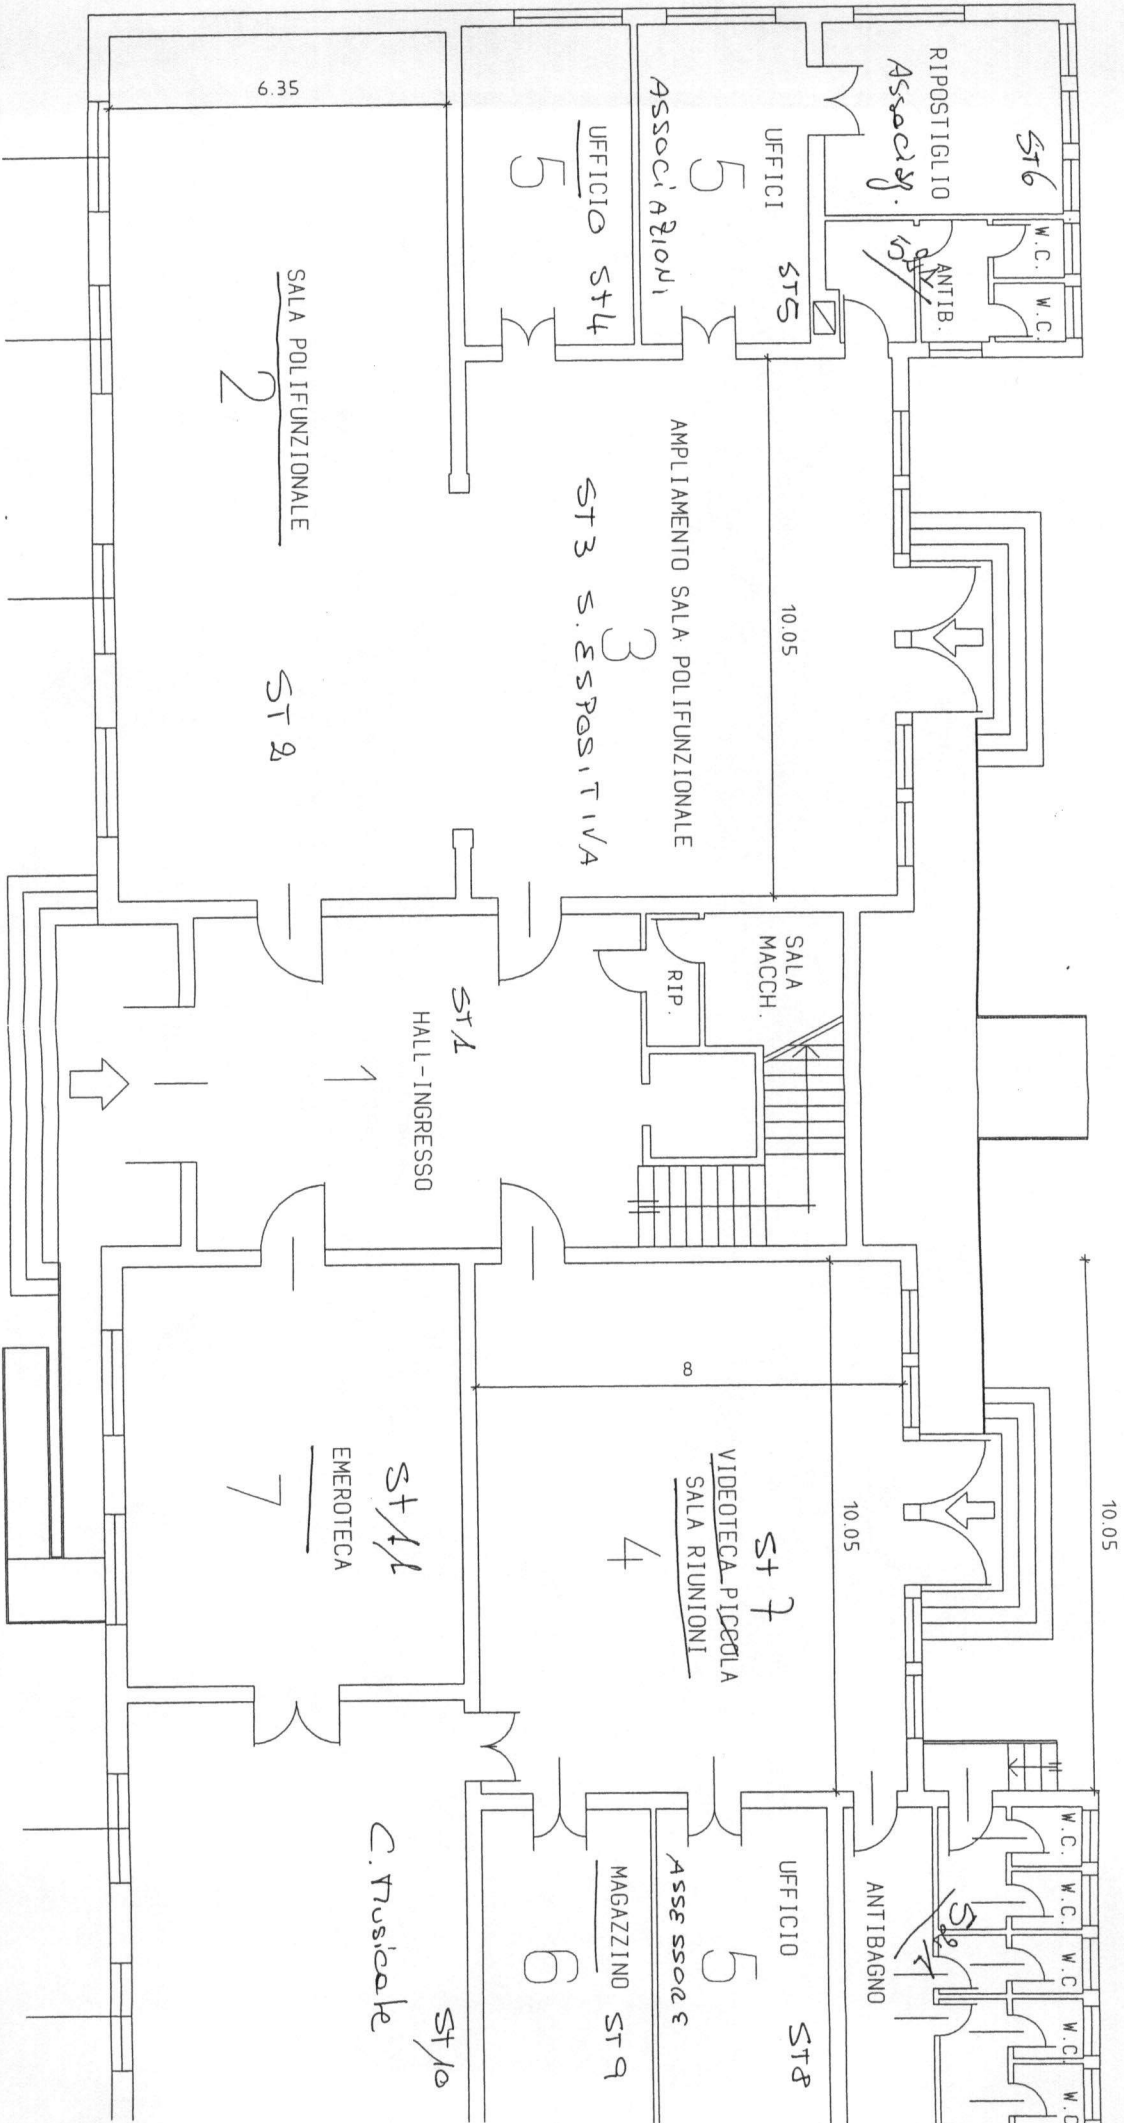 RIPOSTIGLIO
Associaz.
ST6
W.C.
W.C.
ANTIB.
UFFICI
5
ST5
ASSOCIAZIONI
UFFICIO ST4
5
6.35
SALA POLIFUNZIONALE
2
ST2
10.05
AMPLIAMENTO SALA POLIFUNZIONALE
3
ST3 S. ESPOSITIVA
SALA
MACCH.
RIP.
HALL-INGRESSO
ST1
1
10.05
10.05
8
ST7
VIDEOTECA PICCOLA
SALA RIUNIONI
4
ST11
EMEROTECA
7
W.C.
W.C.
W.C.
W.C.
W.C.
ANTIBAGNO
UFFICIO ST8
5
ASSESSORE
MAGAZZINO ST9
6
ST10
C. Musicale